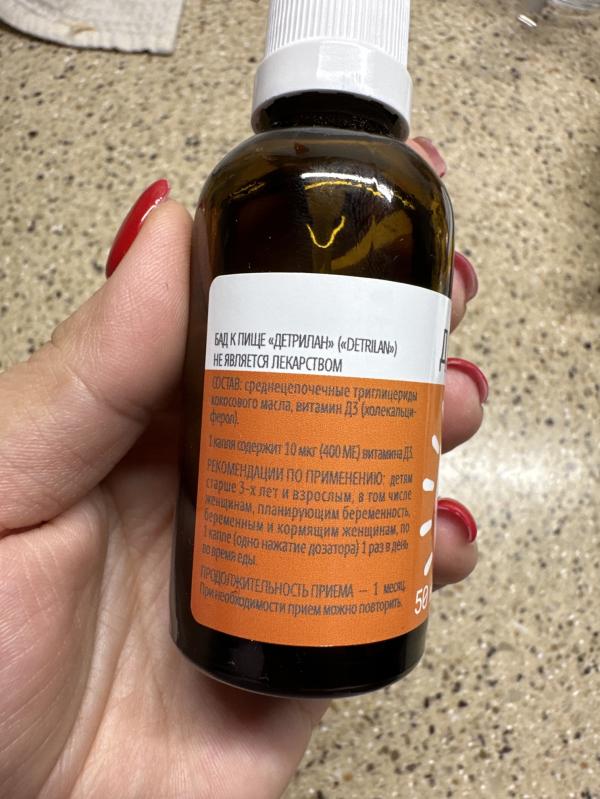 БАД К ПИЩЕ «ДЕТРИЛАН» («DETRILAN»)
НЕ ЯВЛЯЕТСЯ ЛЕКАРСТВОМ
СОСТАВ: среднецепочечные триглицериды
кокосового масла, витамин Д3 (холекальци-
ферол).
1 капля содержит 10 мкг (400 МЕ) витамина Д3.
РЕКОМЕНДАЦИИ ПО ПРИМЕНЕНИЮ: детям
старше 3-х лет и взрослым, в том числе
женщинам, планирующим беременность,
беременным и кормящим женщинам, по
1 капле (одно нажатие дозатора) 1 раз в день
во время еды.
ПРОДОЛЖИТЕЛЬНОСТЬ ПРИЕМА – 1 месяц.
При необходимости прием можно повторить.
Д
50